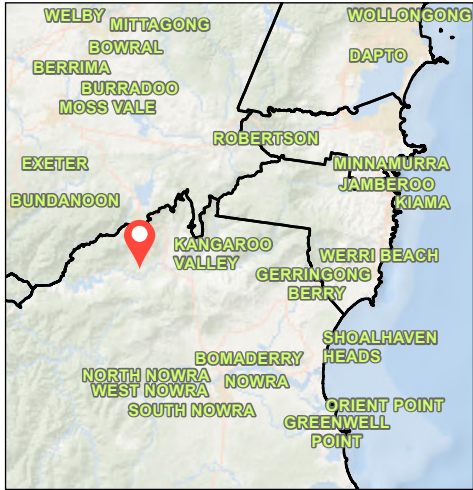 WELBY
MITTAGONG
WOLLONGONG
BOWRAL
DAPTO
BERRIMA
BURRADOO
MOSS VALE
ROBERTSON
EXETER
MINNAMURRA
JAMBEROO
BUNDANOON
KIAMA
KANGAROO
VALLEY
WERRI BEACH
GERRINGONG
BERRY
SHOALHAVEN
HEADS
BOMADERRY
NORTH NOWRA
NOWRA
WEST NOWRA
SOUTH NOWRA
ORIENT POINT
GREENWELL
POINT